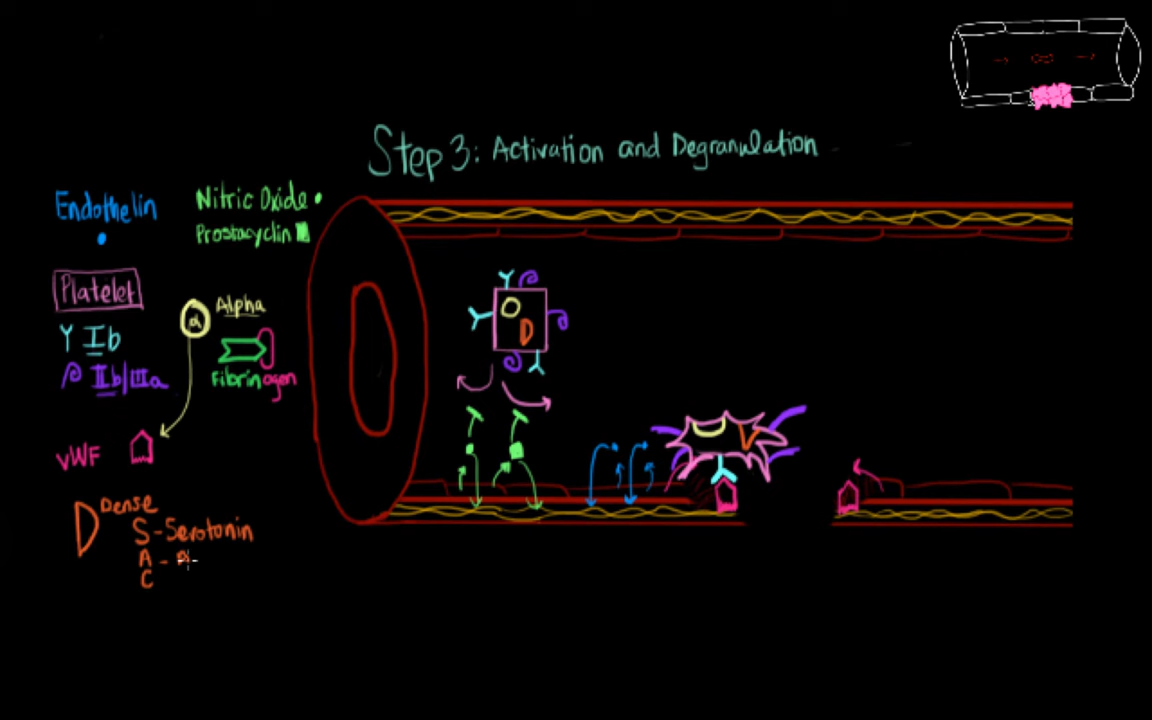 Step 3: Activation and Degranulation
Endothelin
Nitric Oxide
Prostacyclin
Platelet
a
Alpha
Ib
IIb/IIIa
Fibrinogen
vWF
D Dense
S - Serotonin
A -
C
D